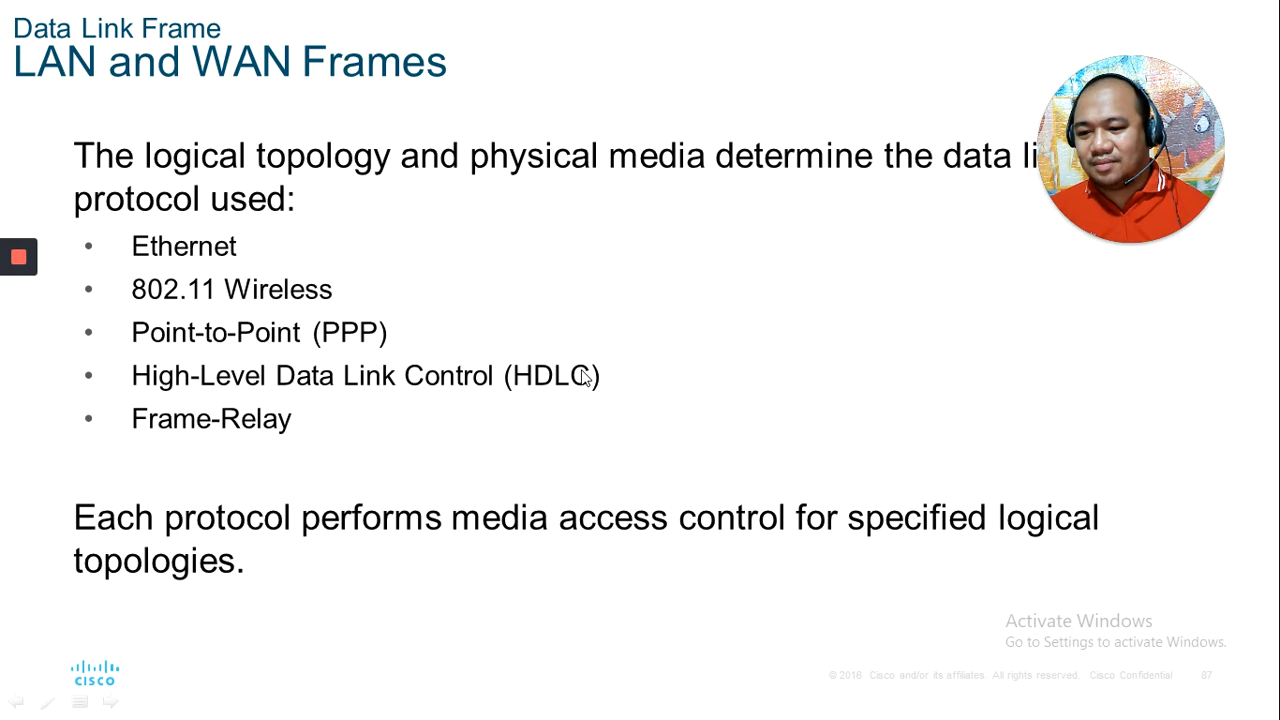 Data Link Frame
LAN and WAN Frames
The logical topology and physical media determine the data
protocol used:
• Ethernet
• 802.11 Wireless
• Point-to-Point (PPP)
• High-Level Data Link Control (HDLC)
• Frame-Relay
Each protocol performs media access control for specified logical
topologies.
Activate Windows
Go to Settings to activate Windows.
CISCO
© 2016 Cisco and/or its affiliates. All rights reserved. Cisco Confidential 87